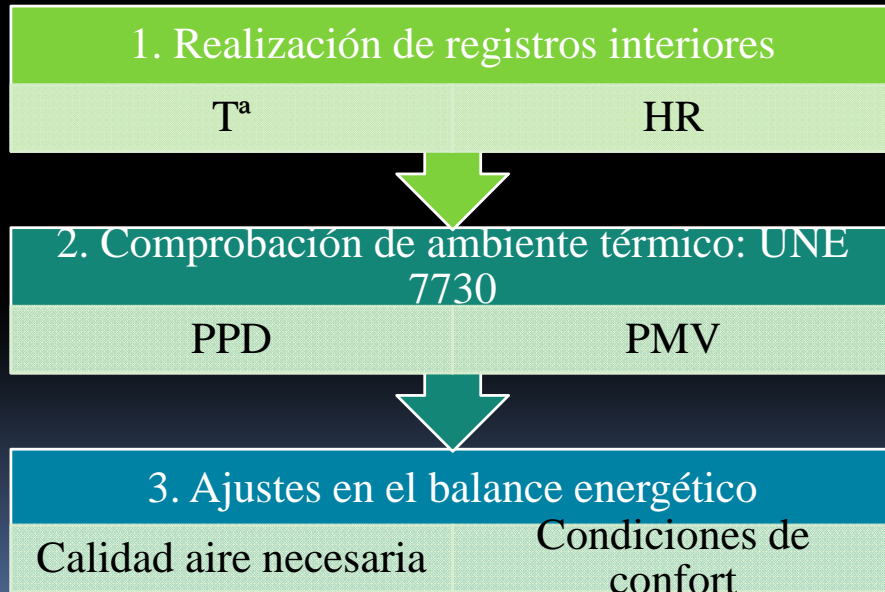 1. Realización de registros interiores
Tª
HR
2. Comprobación de ambiente térmico: UNE
7730
PPD
PMV
3. Ajustes en el balance energético
Calidad aire necesaria
Condiciones de
confort